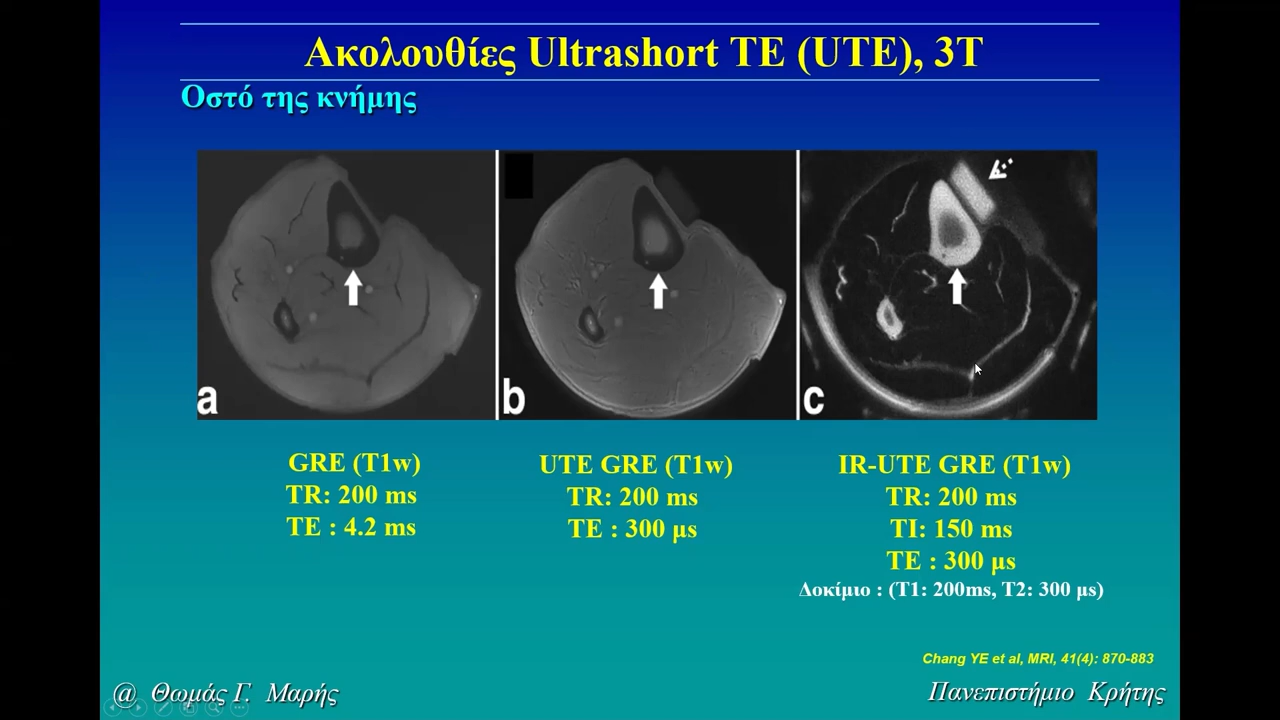 Ακολουθίες Ultrashort TE (UTE), 3T
Οστό της κνήμης
a
b
c
GRE (T1w)
TR: 200 ms
TE : 4.2 ms
UTE GRE (T1w)
TR: 200 ms
TE : 300 μs
IR-UTE GRE (T1w)
TR: 200 ms
TI: 150 ms
TE : 300 μs
Δοκίμιο : (T1: 200ms, T2: 300 μs)
Chang YE et al, MRI, 41(4): 870-883
@ Θωμάς Γ. Μαρής
Πανεπιστήμιο Κρήτης